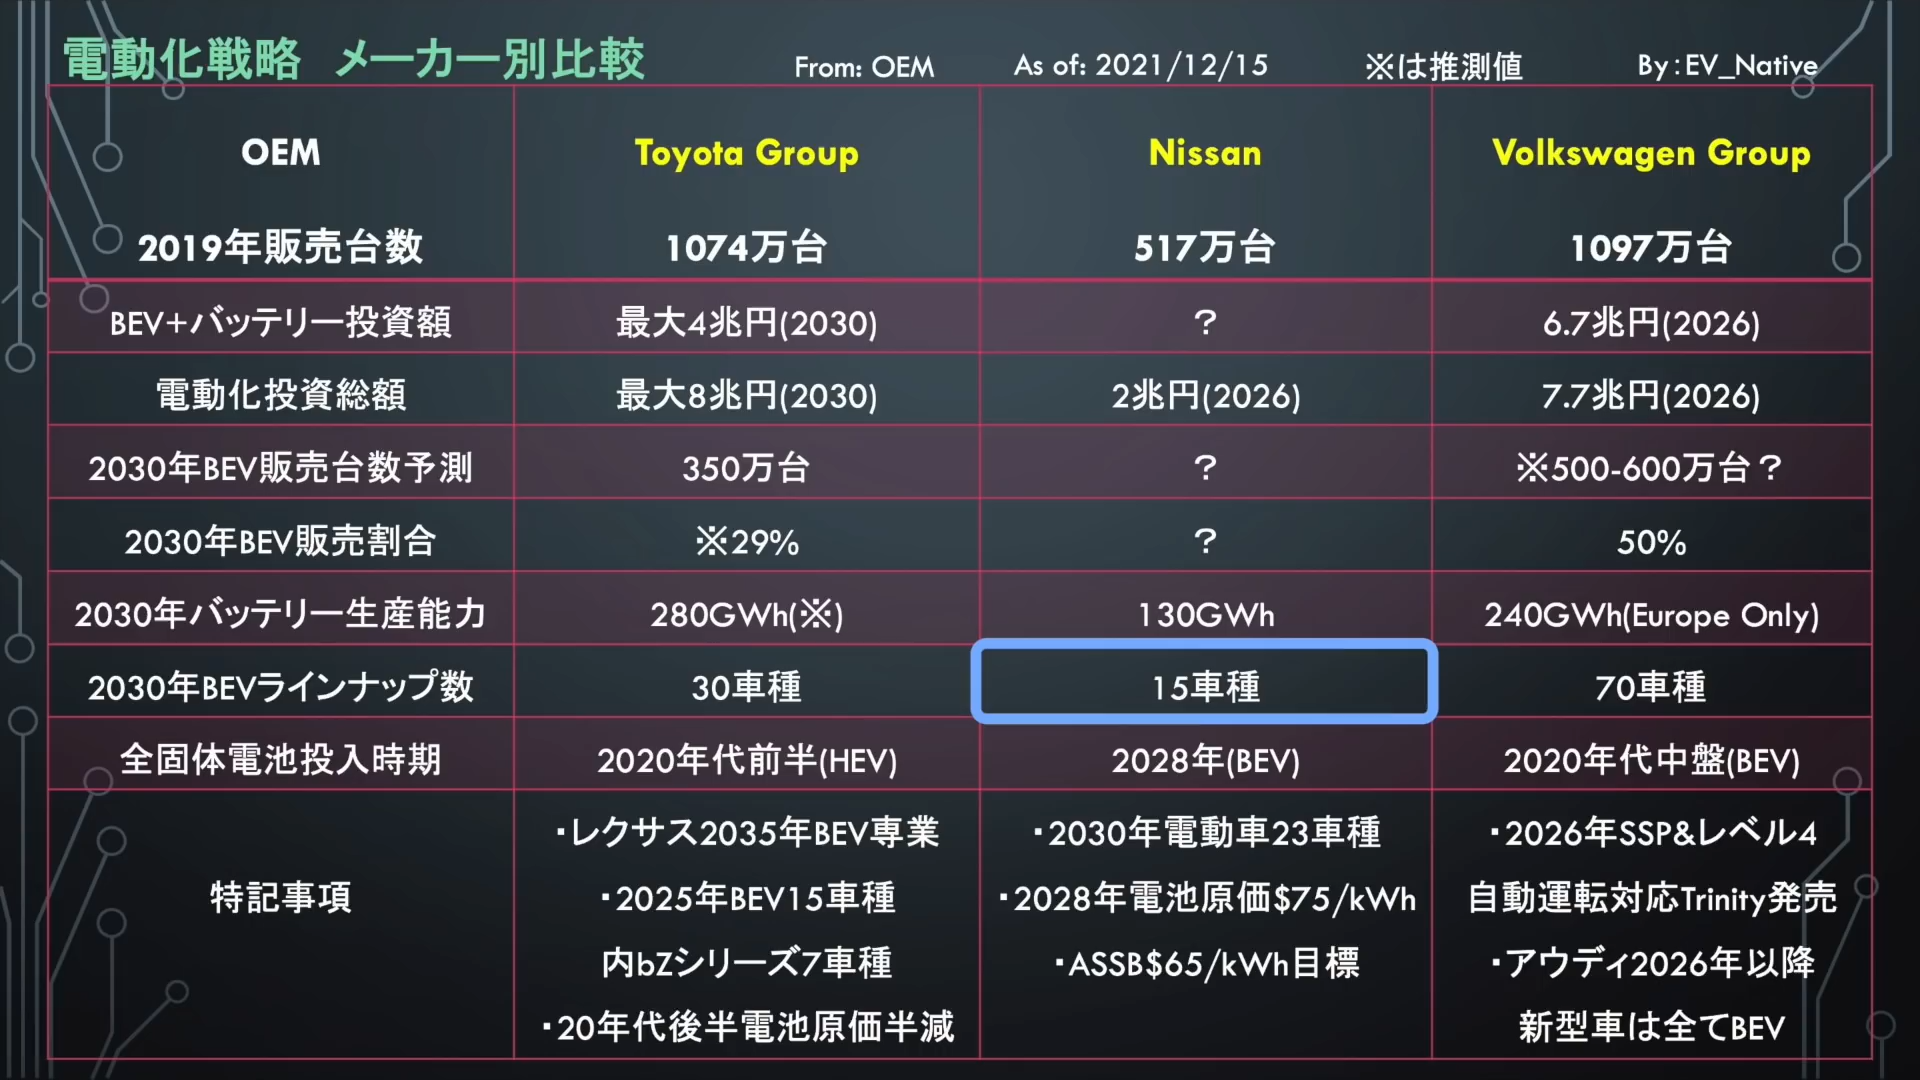 電動化戦略　メーカー別比較 From: OEM As of: 2021/12/15 ※は推測値 By：EV_Native
OEM Toyota Group Nissan Volkswagen Group
2019年販売台数 1074万台 517万台 1097万台
BEV+バッテリー投資額 最大4兆円(2030) ？ 6.7兆円(2026)
電動化投資総額 最大8兆円(2030) 2兆円(2026) 7.7兆円(2026)
2030年BEV販売台数予測 350万台 ？ ※500-600万台？
2030年BEV販売割合 ※29% ？ 50%
2030年バッテリー生産能力 280GWh(※) 130GWh 240GWh(Europe Only)
2030年BEVラインナップ数 30車種 15車種 70車種
全固体電池投入時期 2020年代前半(HEV) 2028年(BEV) 2020年代中盤(BEV)
特記事項
・レクサス2035年BEV専業
・2025年BEV15車種
内bZシリーズ7車種
・20年代後半電池原価半減
・2030年電動車23車種
・2028年電池原価$75/kWh
・ASSB$65/kWh目標
・2026年SSP&レベル4
自動運転対応Trinity発売
・アウディ2026年以降
新型車は全てBEV